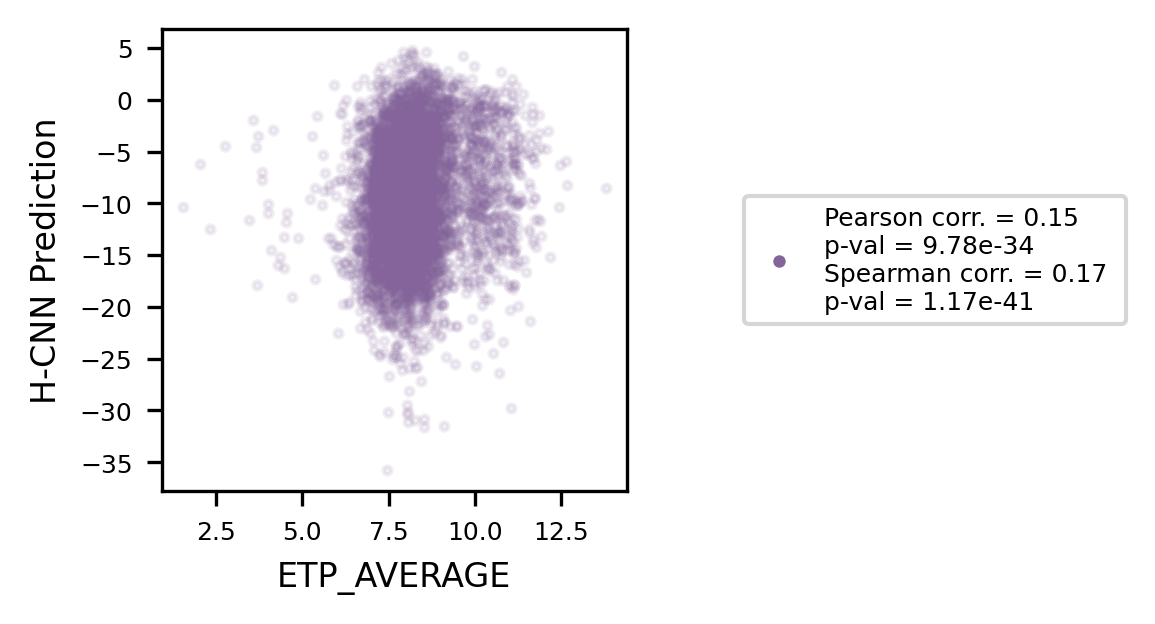 5
0
−5
−10
−15
−20
−25
−30
−35
H-CNN Prediction
2.5 5.0 7.5 10.0 12.5
ETP_AVERAGE
Pearson corr. = 0.15
p-val = 9.78e-34
Spearman corr. = 0.17
p-val = 1.17e-41